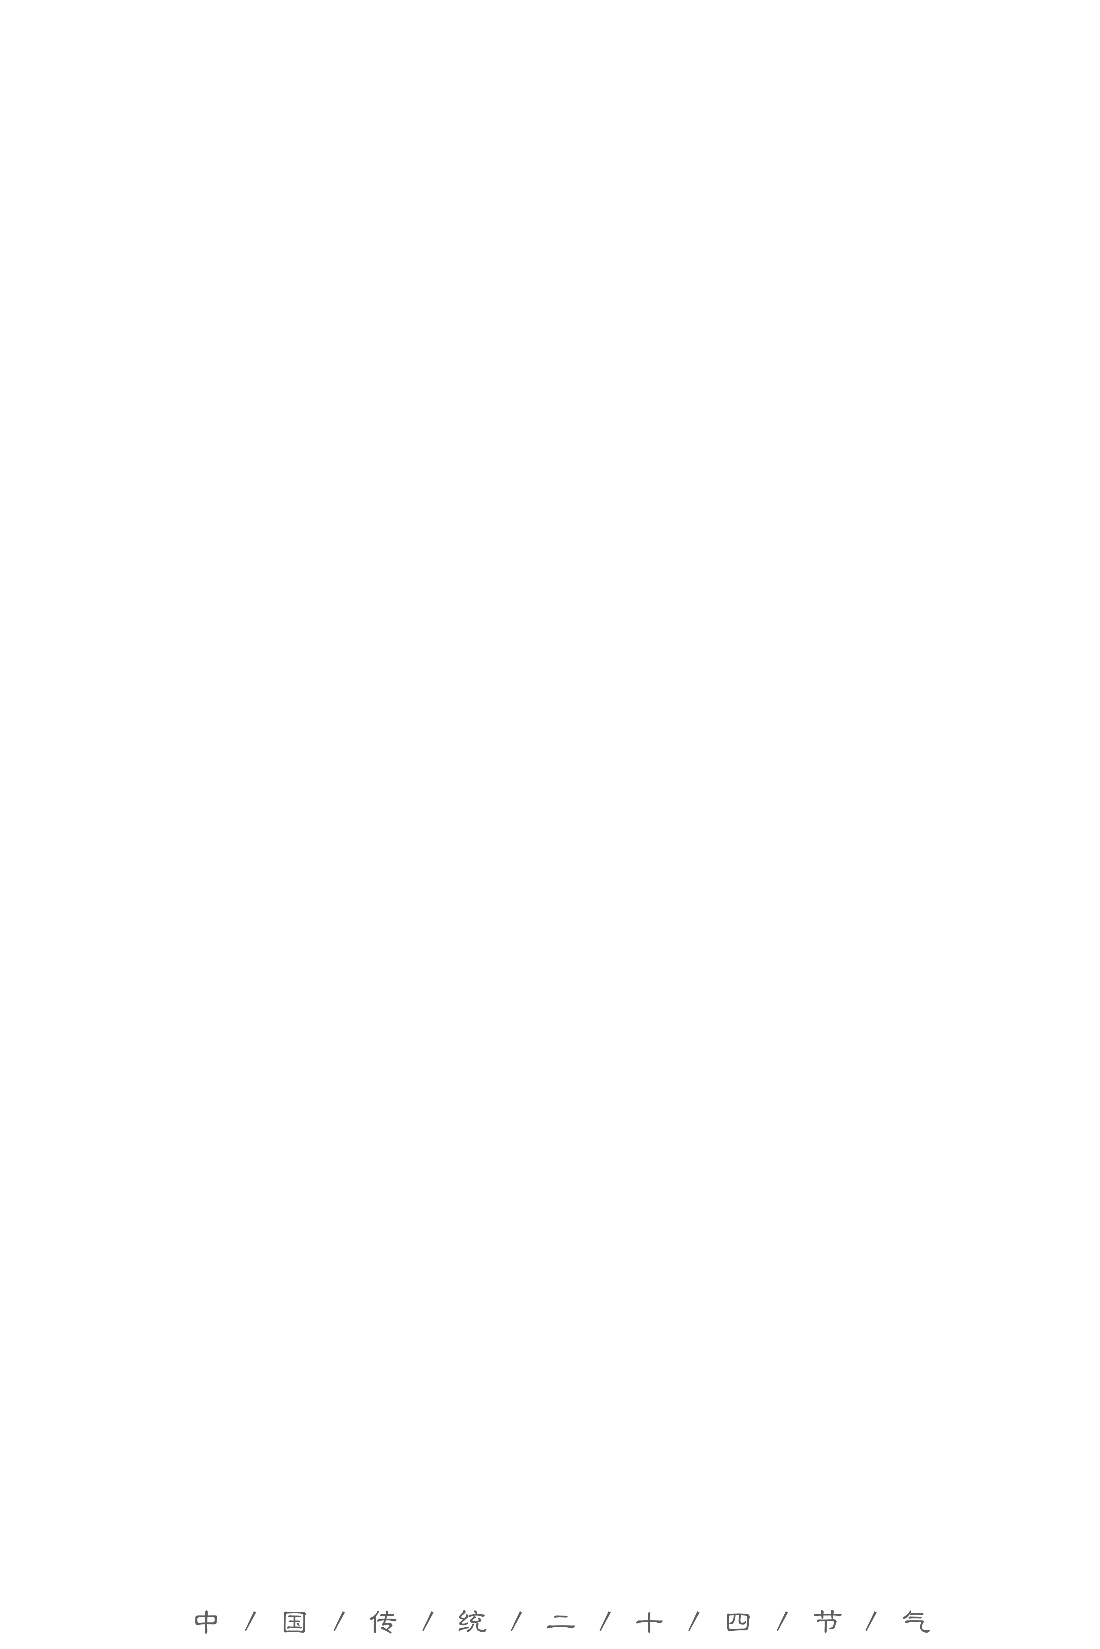 中 / 国 / 传 / 统 / 二 / 十 / 四 / 节 / 气